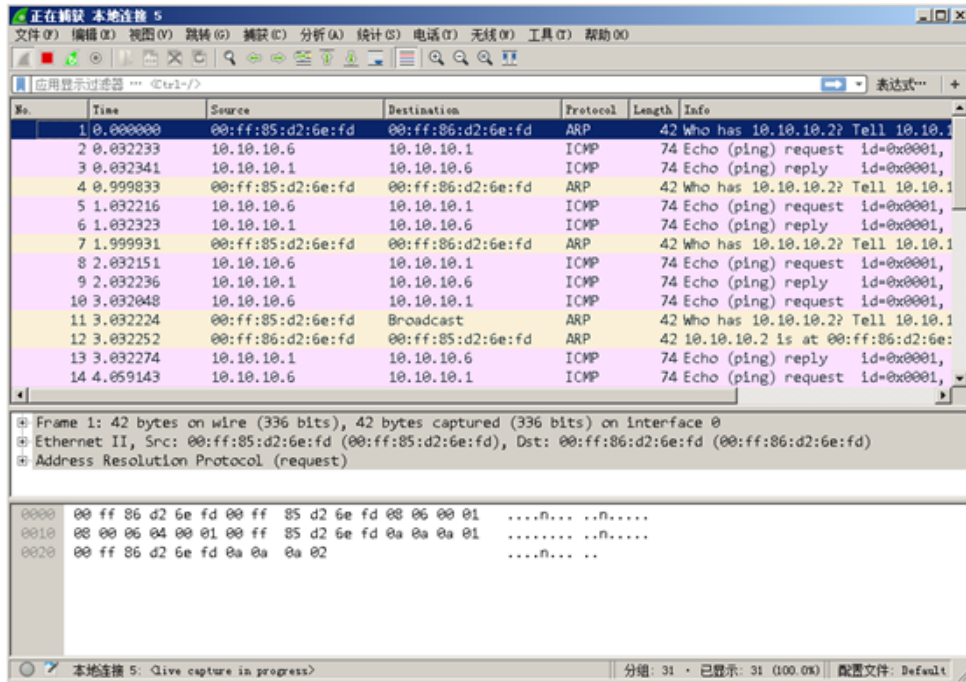 正在捕获 本地连接 5
文件(F) 编辑(E) 视图(V) 跳转(G) 捕获(C) 分析(A) 统计(S) 电话(T) 无线(W) 工具(T) 帮助(H)
应用显示过滤器 … <Ctrl-/> 表达式… +
No. Time Source Destination Protocol Length Info
1 0.000000 00:ff:85:d2:6e:fd 00:ff:86:d2:6e:fd ARP 42 Who has 10.10.10.2? Tell 10.10.1
2 0.032233 10.10.10.6 10.10.10.1 ICMP 74 Echo (ping) request id=0x0001,
3 0.032341 10.10.10.1 10.10.10.6 ICMP 74 Echo (ping) reply id=0x0001,
4 0.999833 00:ff:85:d2:6e:fd 00:ff:86:d2:6e:fd ARP 42 Who has 10.10.10.2? Tell 10.10.1
5 1.032216 10.10.10.6 10.10.10.1 ICMP 74 Echo (ping) request id=0x0001,
6 1.032323 10.10.10.1 10.10.10.6 ICMP 74 Echo (ping) reply id=0x0001,
7 1.999931 00:ff:85:d2:6e:fd 00:ff:86:d2:6e:fd ARP 42 Who has 10.10.10.2? Tell 10.10.1
8 2.032151 10.10.10.6 10.10.10.1 ICMP 74 Echo (ping) request id=0x0001,
9 2.032236 10.10.10.1 10.10.10.6 ICMP 74 Echo (ping) reply id=0x0001,
10 3.032048 10.10.10.6 10.10.10.1 ICMP 74 Echo (ping) request id=0x0001,
11 3.032224 00:ff:85:d2:6e:fd Broadcast ARP 42 Who has 10.10.10.2? Tell 10.10.1
12 3.032252 00:ff:86:d2:6e:fd 00:ff:85:d2:6e:fd ARP 42 10.10.10.2 is at 00:ff:86:d2:6e:
13 3.032274 10.10.10.1 10.10.10.6 ICMP 74 Echo (ping) reply id=0x0001,
14 4.059143 10.10.10.6 10.10.10.1 ICMP 74 Echo (ping) request id=0x0001,
Frame 1: 42 bytes on wire (336 bits), 42 bytes captured (336 bits) on interface 0
Ethernet II, Src: 00:ff:85:d2:6e:fd (00:ff:85:d2:6e:fd), Dst: 00:ff:86:d2:6e:fd (00:ff:86:d2:6e:fd)
Address Resolution Protocol (request)
0000 00 ff 86 d2 6e fd 00 ff 85 d2 6e fd 08 06 00 01 ....n... ..n.....
0010 08 00 06 04 00 01 00 ff 85 d2 6e fd 0a 0a 0a 01 ........ ..n.....
0020 00 ff 86 d2 6e fd 0a 0a 0a 02 ....n... ..
本地连接 5: <live capture in progress> 分组: 31 · 已显示: 31 (100.0%) 配置文件: Default